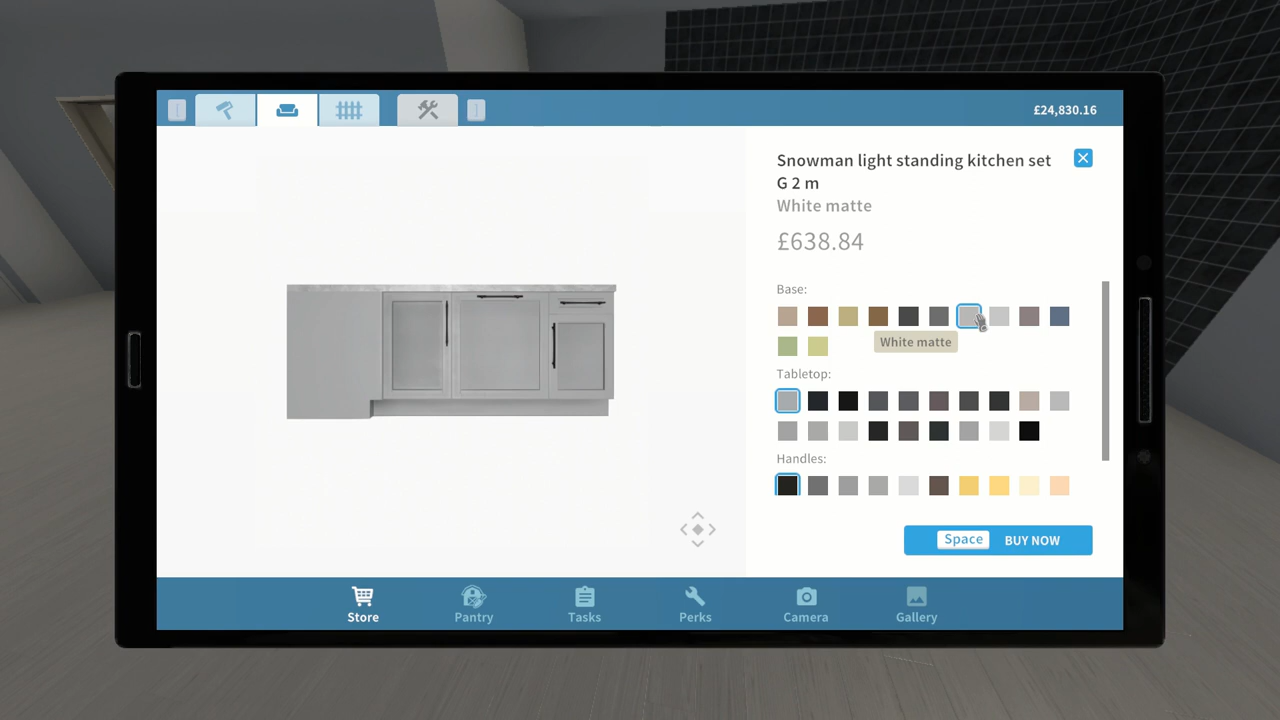 £24,830.16
Snowman light standing kitchen set
G 2 m
White matte
£638.84
Base:
White matte
Tabletop:
Handles:
Space BUY NOW
Store Pantry Tasks Perks Camera Gallery